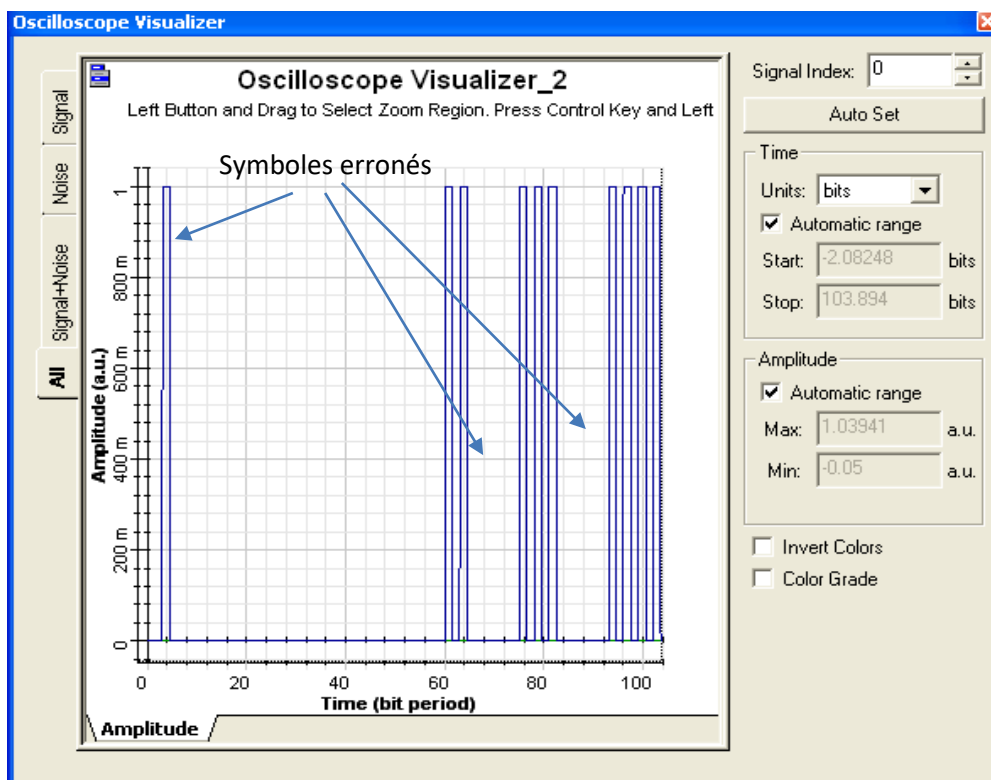 Oscilloscope Visualizer
Signal
Noise
Signal+Noise
All
Oscilloscope Visualizer_2
Left Button and Drag to Select Zoom Region. Press Control Key and Left
Symboles erronés
Amplitude (a.u.)
1
800 m
600 m
400 m
200 m
0
0 20 40 60 80 100
Time (bit period)
Amplitude
Signal Index: 0
Auto Set
Time
Units: bits
Automatic range
Start: -2.08248 bits
Stop: 103.894 bits
Amplitude
Automatic range
Max: 1.03941 a.u.
Min: -0.05 a.u.
Invert Colors
Color Grade